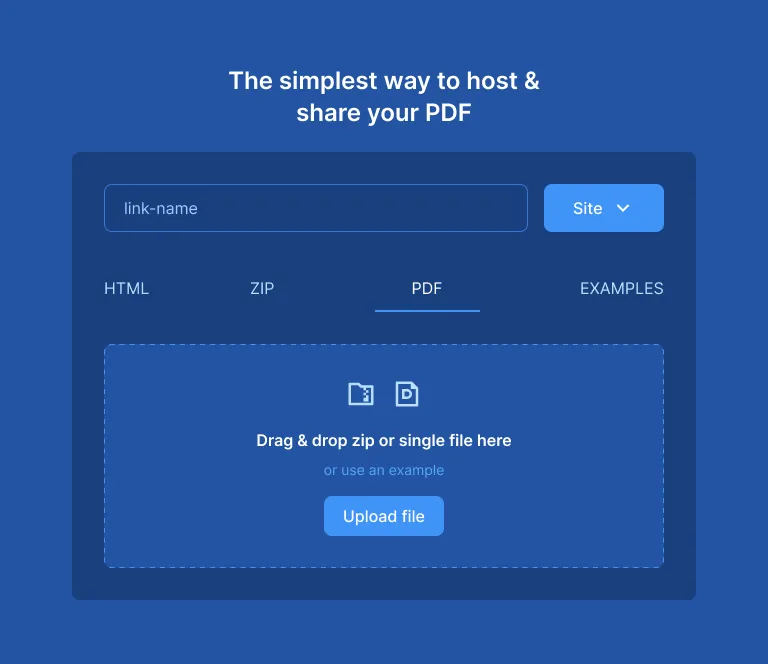 The simplest way to host &
share your PDF
link-name
Site
HTML ZIP PDF EXAMPLES
D
Drag & drop zip or single file here
or use an example
Upload file